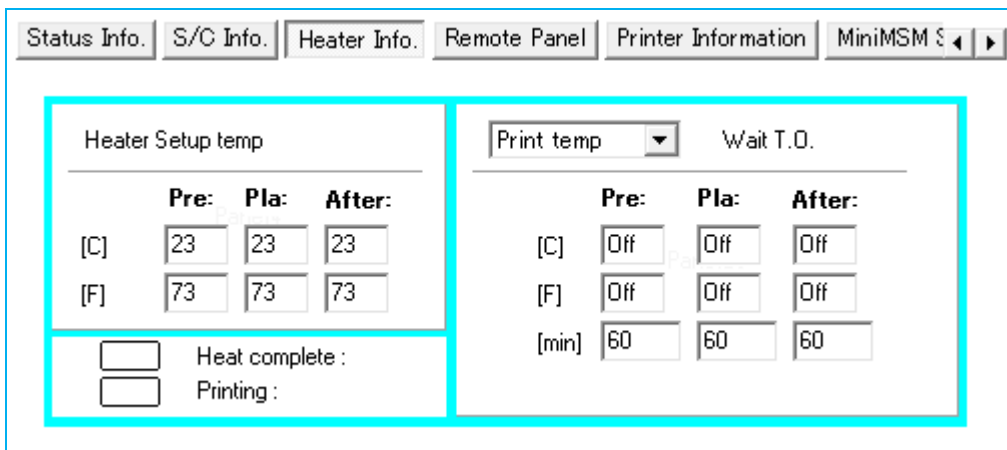 Status Info. S/C Info. Heater Info. Remote Panel Printer Information MiniMSM
Heater Setup temp
Pre: Pla: After:
[C] 23 23 23
[F] 73 73 73
Heat complete :
Printing :
Print temp Wait T.O.
Pre: Pla: After:
[C] Off Off Off
[F] Off Off Off
[min] 60 60 60